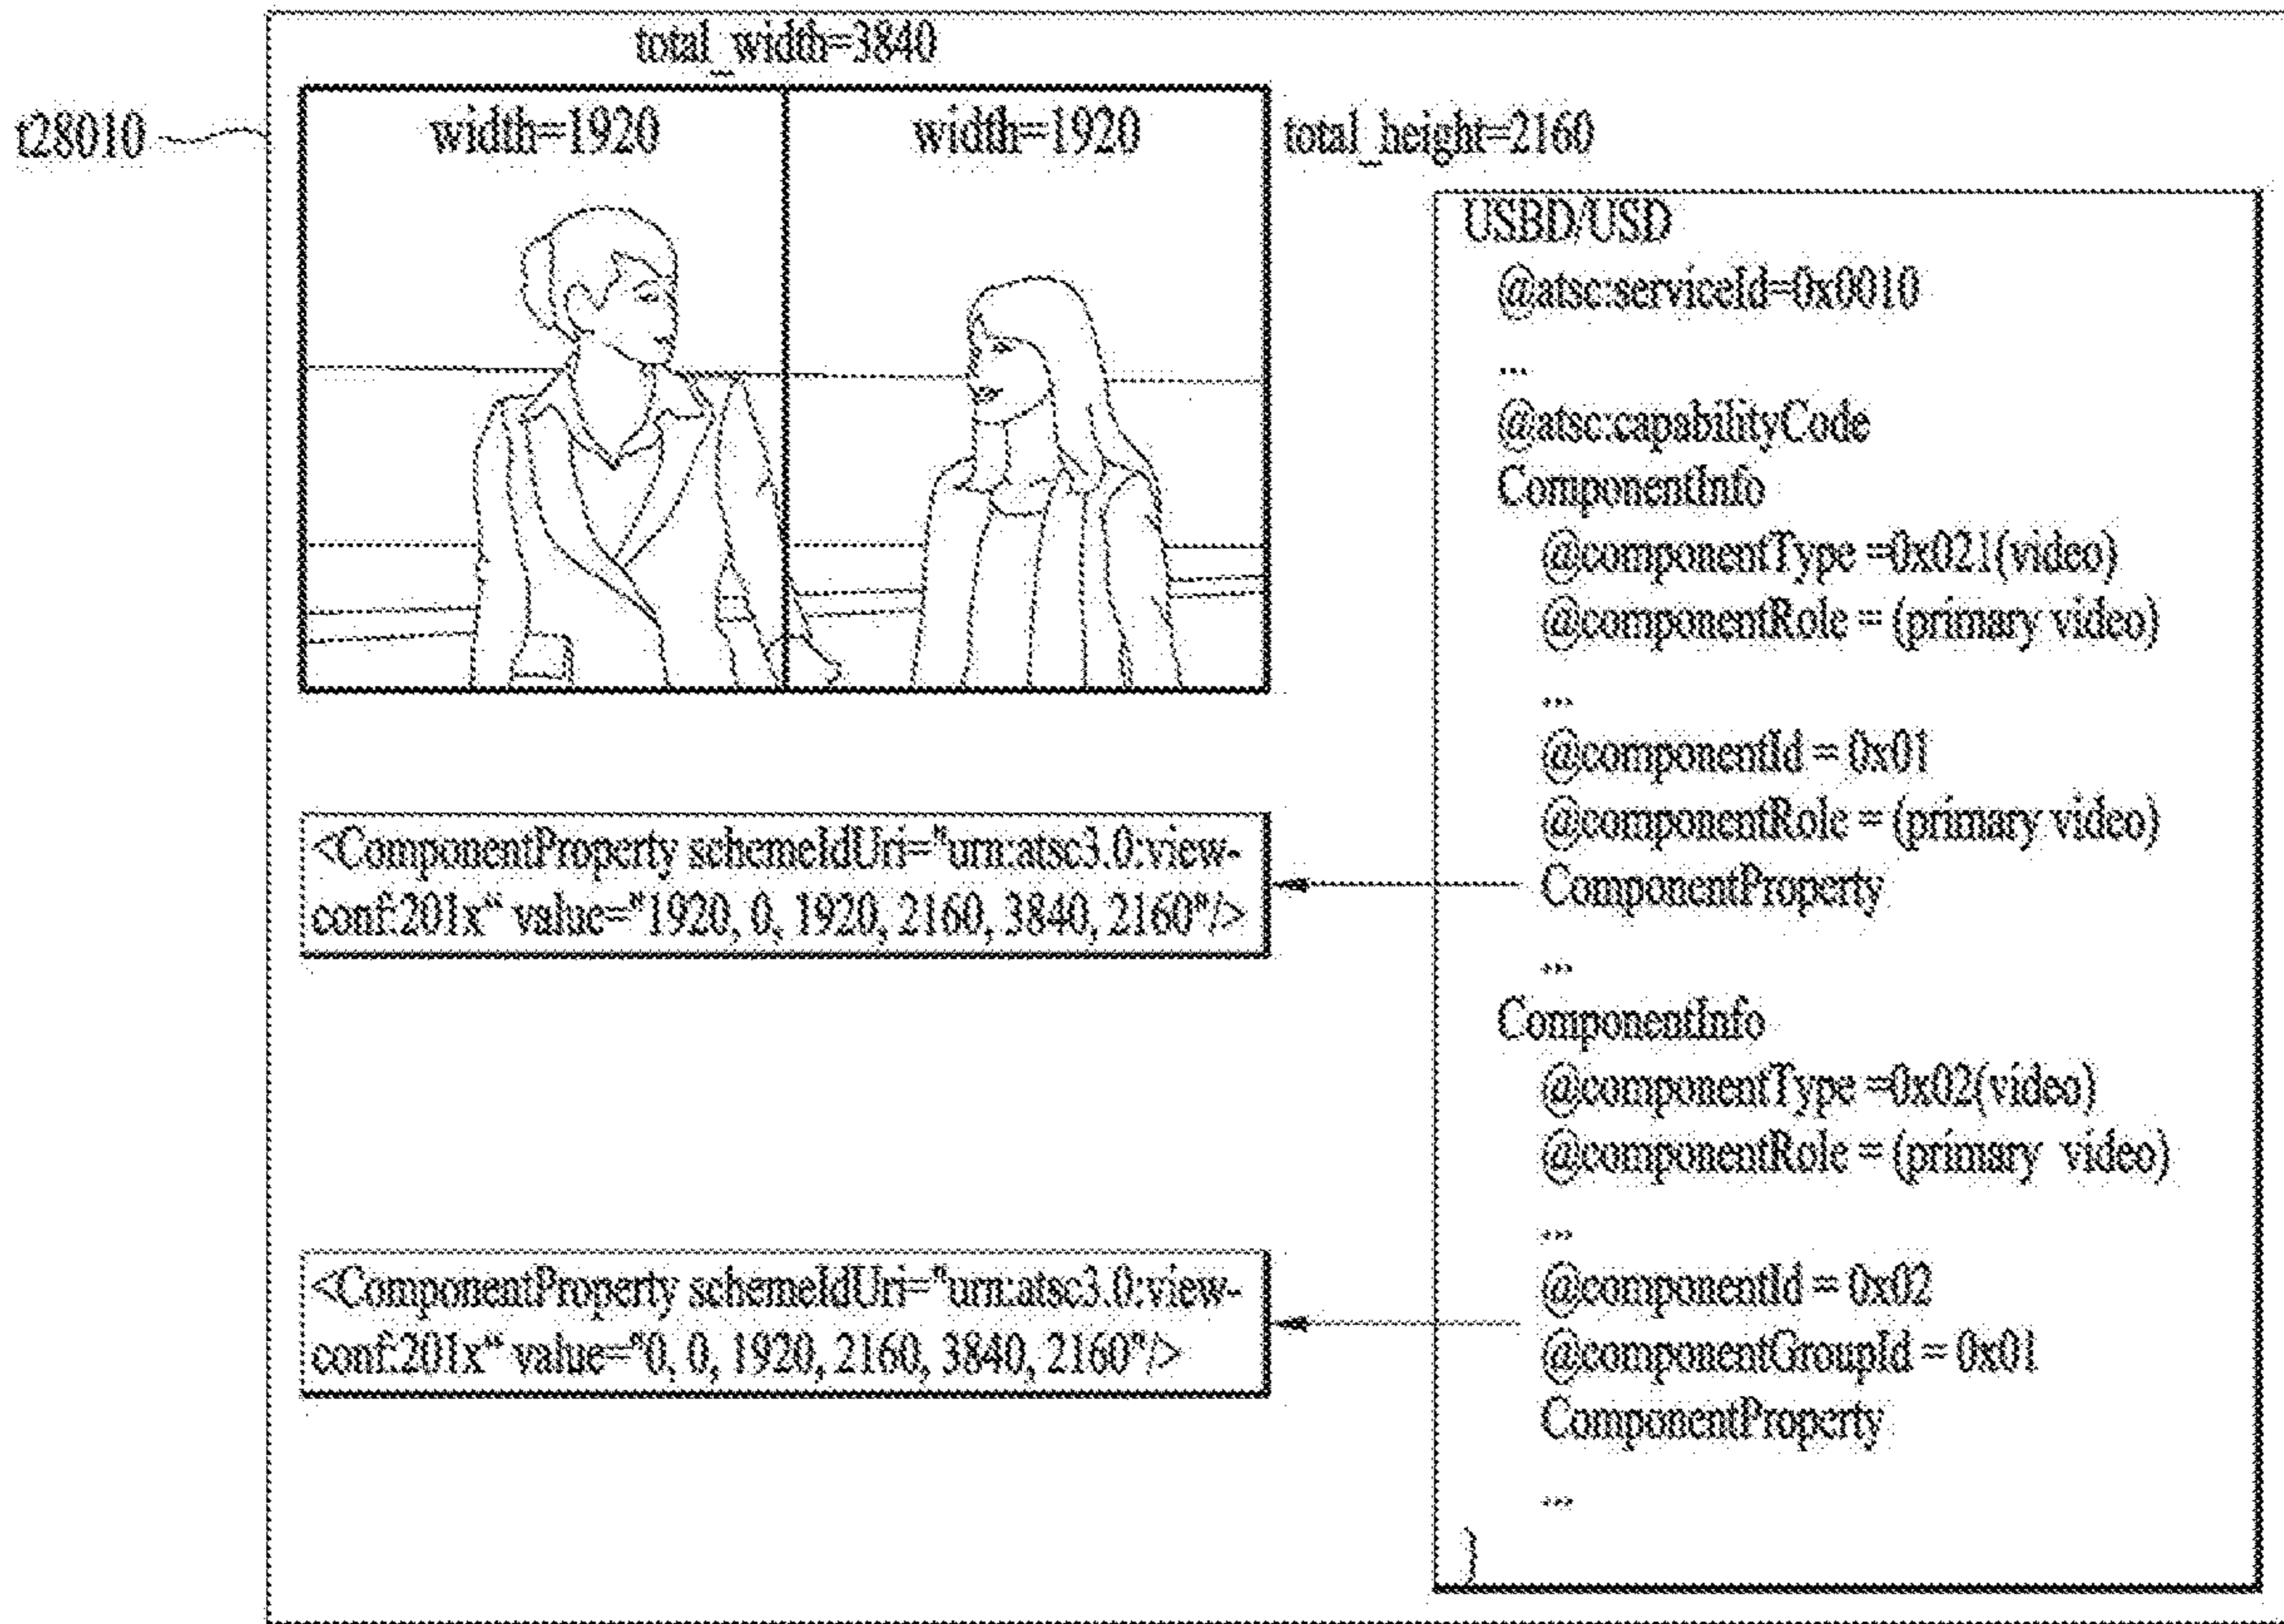 total_width=3840
t28010
width=1920
width=1920
total_height=2160
USBD/USD
@atsc:serviceId=0x0010
...
@atsc:capabilityCode
ComponentInfo
@componentType =0x021(video)
@componentRole = (primary video)
...
@componentId = 0x01
@componentRole = (primary video)
ComponentProperty
...
ComponentInfo
@componentType =0x02(video)
@componentRole = (primary video)
...
@componentId = 0x02
@componentGroupId = 0x01
ComponentProperty
...
}
<ComponentProperty schemeIdUri="urn:atsc3.0:view-
conf:201x“ value="1920, 0, 1920, 2160, 3840, 2160"/>
<ComponentProperty schemeIdUri="urn:atsc3.0:view-
conf:201x“ value="0, 0, 1920, 2160, 3840, 2160"/>